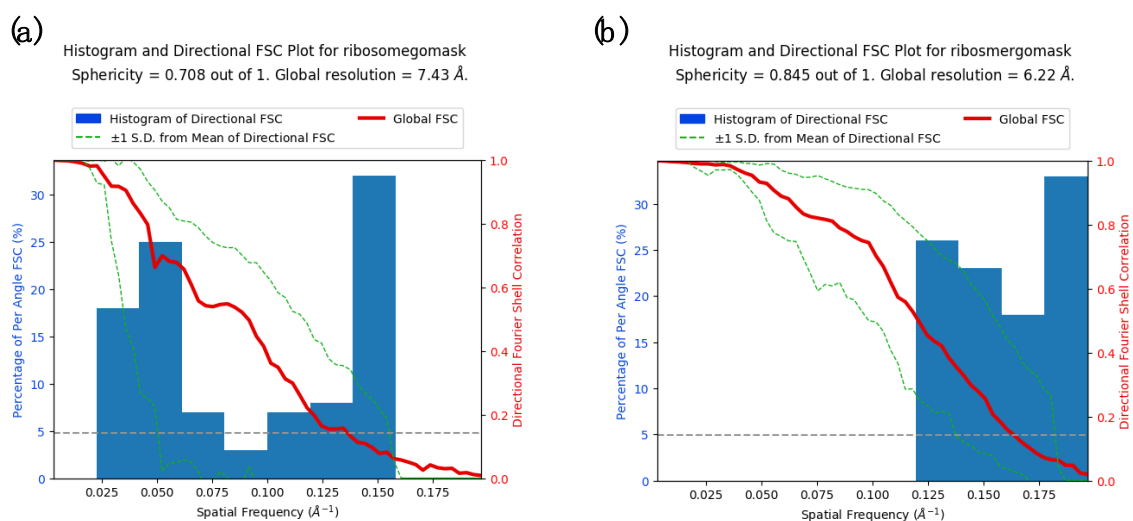 (a)
Histogram and Directional FSC Plot for ribosomegomask
Sphericity = 0.708 out of 1. Global resolution = 7.43 Å.
Histogram of Directional FSC
Global FSC
±1 S.D. from Mean of Directional FSC
Percentage of Per Angle FSC (%)
30
25
20
15
10
5
0
1.0
0.8
0.6
0.4
0.2
0.0
Directional Fourier Shell Correlation
0.025 0.050 0.075 0.100 0.125 0.150 0.175
Spatial Frequency (Å⁻¹)
(b)
Histogram and Directional FSC Plot for ribosmergomask
Sphericity = 0.845 out of 1. Global resolution = 6.22 Å.
Histogram of Directional FSC
Global FSC
±1 S.D. from Mean of Directional FSC
Percentage of Per Angle FSC (%)
30
25
20
15
10
5
0
1.0
0.8
0.6
0.4
0.2
0.0
Directional Fourier Shell Correlation
0.025 0.050 0.075 0.100 0.125 0.150 0.175
Spatial Frequency (Å⁻¹)